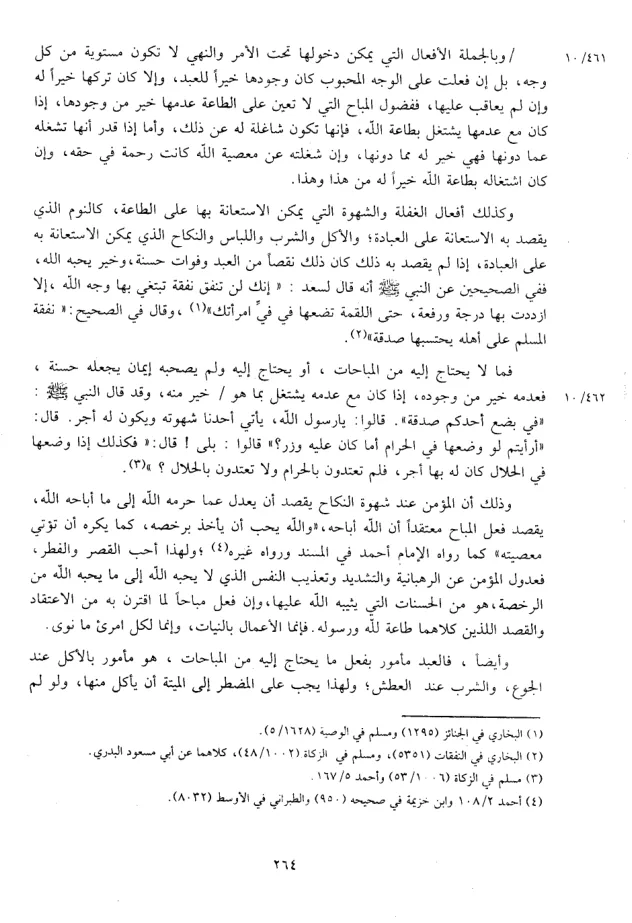 ١٠/٤٦١ / وبالجملة الأفعال التي يمكن دخولها تحت الأمر والنهي لا تكون مستوية من كل
وجه، بل إن فعلت على الوجه المحبوب كان وجودها خيراً للعبد، وإلا كان تركها خيراً له
وإن لم يعاقب عليها، ففضول المباح التي لا تعين على الطاعة عدمها خير من وجودها، إذا
كان مع عدمها يشتغل بطاعة الله، فإنها تكون شاغلة له عن ذلك، وأما إذا قدر أنها تشغله
عما دونها فهي خير له مما دونها، وإن شغلته عن معصية الله كانت رحمة في حقه، وإن
كان اشتغاله بطاعة الله خيراً له من هذا وهذا.
وكذلك أفعال الغفلة والشهوة التي يمكن الاستعانة بها على الطاعة، كالنوم الذي
يقصد به الاستعانة على العبادة؛ والأكل والشرب واللباس والنكاح الذي يمكن الاستعانة به
على العبادة، إذا لم يقصد به ذلك كان ذلك نقصاً من العبد وفوات حسنة، وخير يحبه الله،
ففي الصحيحين عن النبي ﷺ أنه قال لسعد : « إنك لن تنفق نفقة تبتغي بها وجه الله ، إلا
ازددت بها درجة ورفعة، حتى اللقمة تضعها في فيّ امرأتك»(١) ، وقال في الصحيح:« نفقة
المسلم على أهله يحتسبها صدقة»(٢).
فما لا يحتاج إليه من المباحات ، أو يحتاج إليه ولم يصحبه إيمان يجعله حسنة ،
١٠/٤٦٢ فعدمه خير من وجوده، إذا كان مع عدمه يشتغل بما هو / خير منه، وقد قال النبي ﷺ :
«في بضع أحدكم صدقة». قالوا: يارسول الله، يأتي أحدنا شهوته ويكون له أجر. قال:
«أرأيتم لو وضعها في الحرام أما كان عليه وزر؟» قالوا : بلى ! قال:« فكذلك إذا وضعها
في الحلال كان له بها أجر، فلم تعتدون بالحرام ولا تعتدون بالحلال ؟ »(٣).
وذلك أن المؤمن عند شهوة النكاح يقصد أن يعدل عما حرمه الله إلى ما أباحه الله،
يقصد فعل المباح معتقداً أن الله أباحه،«والله يحب أن يأخذ برخصه، كما يكره أن تؤتي
معصيته» كما رواه الإمام أحمد في المسند ورواه غيره(٤) ؛ولهذا أحب القصر والفطر،
فعدول المؤمن عن الرهبانية والتشديد وتعذيب النفس الذي لا يحبه الله إلى ما يحبه الله من
الرخصة،هو من الحسنات التي يثيبه الله عليها،وإن فعل مباحاً لما اقترن به من الاعتقاد
والقصد اللذين كلاهما طاعة لله ورسوله. فإنما الأعمال بالنيات، وإنما لكل امرئ ما نوى.
وأيضاً ، فالعبد مأمور بفعل ما يحتاج إليه من المباحات ، هو مأمور بالأكل عند
الجوع، والشرب عند العطش؛ ولهذا يجب على المضطر إلى الميتة أن يأكل منها، ولو لم
(١) البخاري في الجنائز (١٢٩٥) ومسلم في الوصية (١٦٢٨/ ٥).
(٢) البخاري في النفقات (٥٣٥١)، ومسلم في الزكاة (١٠٠٢/ ٤٨)، كلاهما عن أبي مسعود البدري.
(٣) مسلم في الزكاة (١٠٠٦/ ٥٣) وأحمد ٥/ ١٦٧ .
(٤) أحمد ٢/ ١٠٨ وابن خزيمة في صحيحه (٩٥٠) والطبراني في الأوسط (٨٠٣٢).
٢٦٤